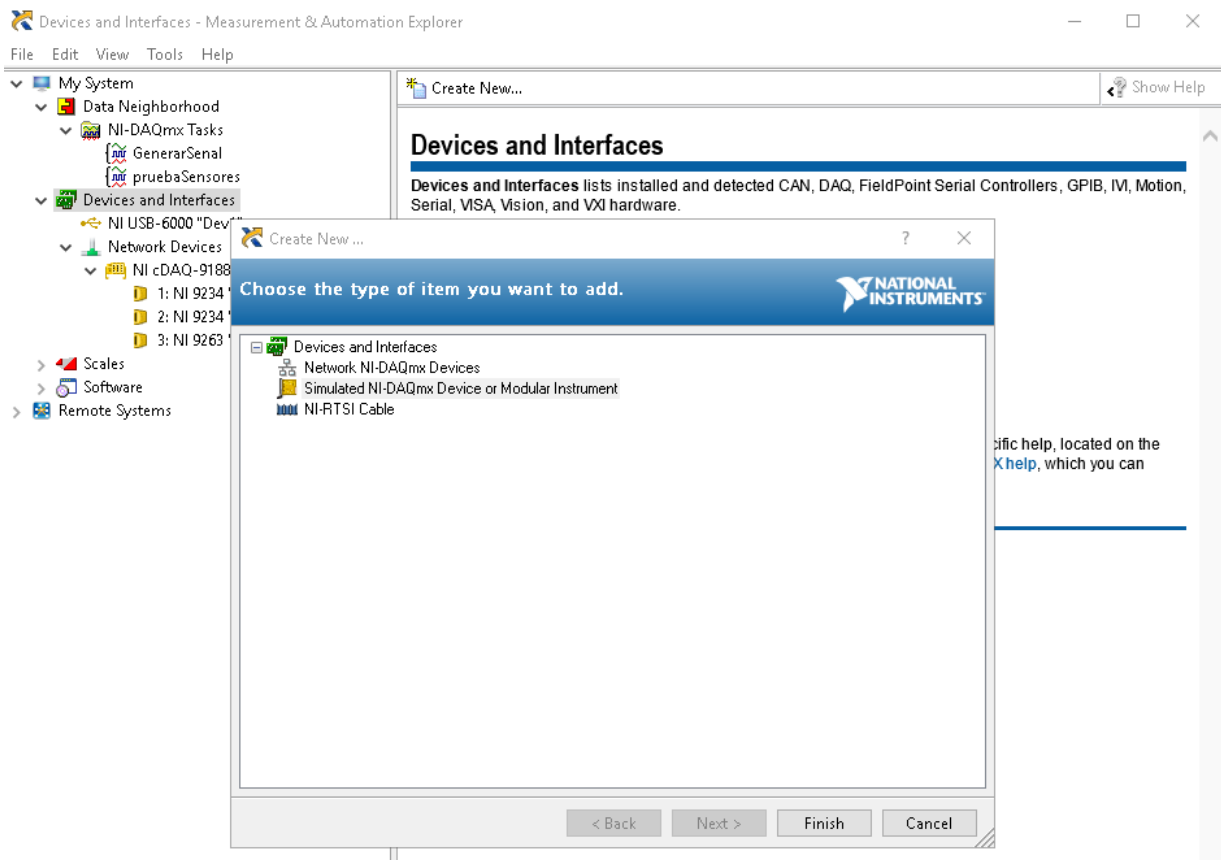 Devices and Interfaces - Measurement & Automation Explorer
File Edit View Tools Help
My System
Data Neighborhood
NI-DAQmx Tasks
GenerarSenal
pruebaSensores
Devices and Interfaces
NI USB-6000 "Dev1"
Network Devices
NI cDAQ-9188
1: NI 9234 "
2: NI 9234 "
3: NI 9263 "
Scales
Software
Remote Systems
Create New...
Show Help
Devices and Interfaces
Devices and Interfaces lists installed and detected CAN, DAQ, FieldPoint Serial Controllers, GPIB, IVI, Motion,
Serial, VISA, Vision, and VXI hardware.
cific help, located on the
X help, which you can
Create New ...
Choose the type of item you want to add.
NATIONAL
INSTRUMENTS
Devices and Interfaces
Network NI-DAQmx Devices
Simulated NI-DAQmx Device or Modular Instrument
NI-RTSI Cable
< Back
Next >
Finish
Cancel